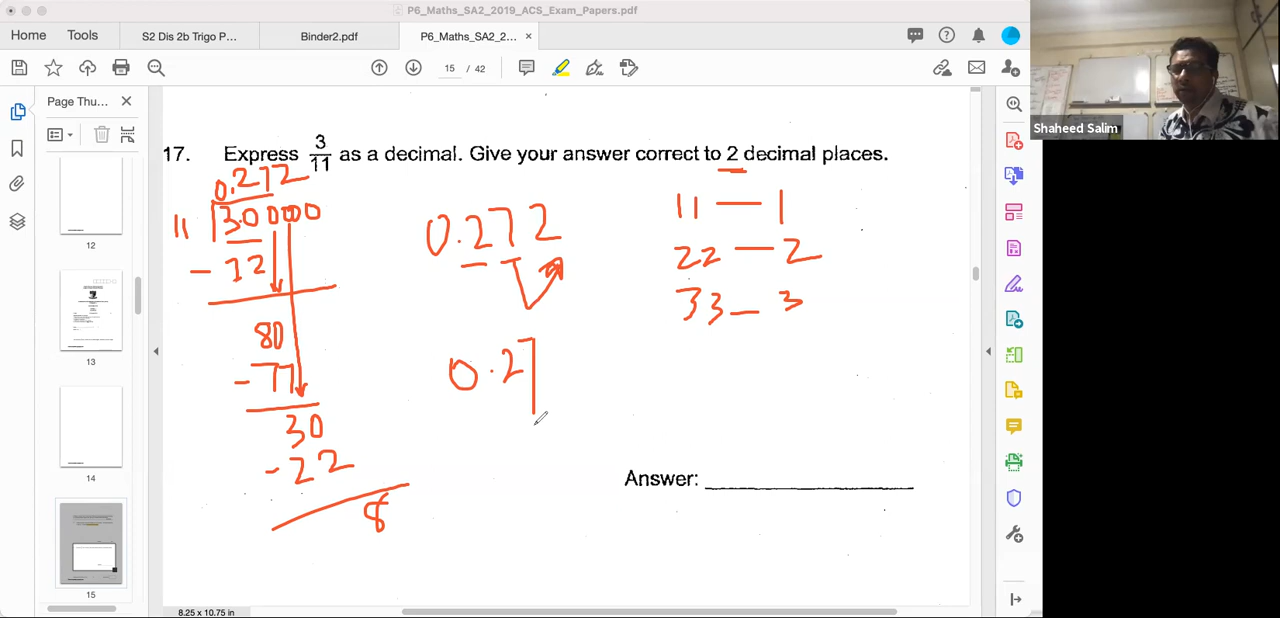 P6_Maths_SA2_2019_ACS_Exam_Papers.pdf
Home Tools S2 Dis 2b Trigo P... Binder2.pdf P6_Maths_SA2_2... ×
15 / 42
Page Thu... ×
12
13
14
15
17. Express 3/11 as a decimal. Give your answer correct to 2 decimal places.
0.272
11 3.00000
- 22
80
- 77
30
- 22
8
0.272
0.27
11 — 1
22 — 2
33 — 3
Answer:
8.25 x 10.75 in
Shaheed Salim